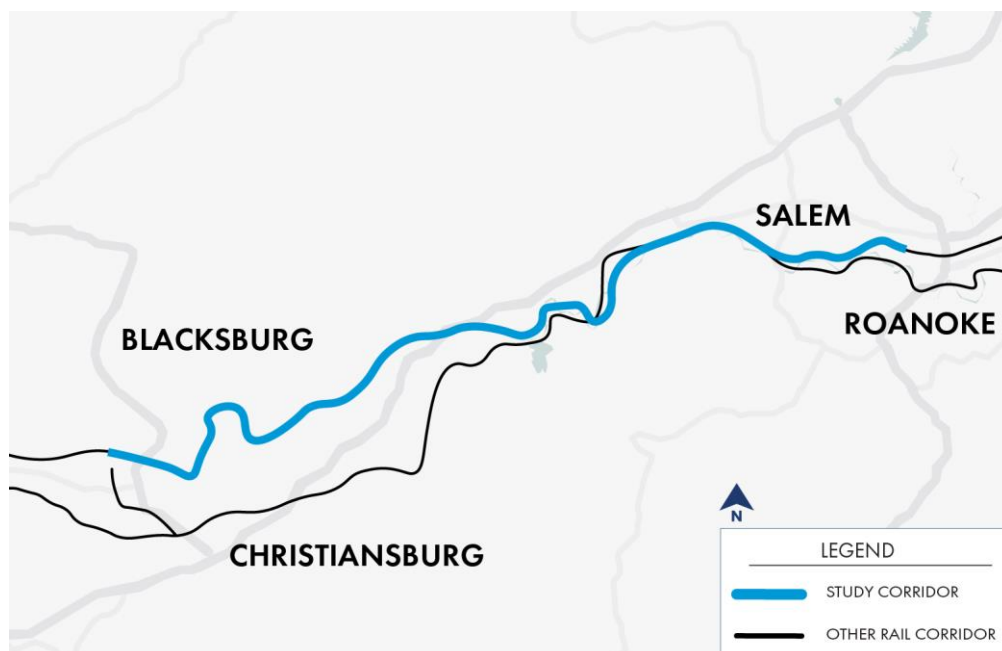 SALEM
ROANOKE
BLACKSBURG
CHRISTIANSBURG
N
LEGEND
STUDY CORRIDOR
OTHER RAIL CORRIDOR